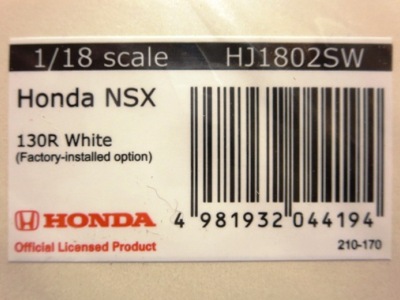 1/18 scale HJ1802SW
Honda NSX
130R White
(Factory-installed option)
HONDA
Official Licensed Product
4 981932 044194
210-170